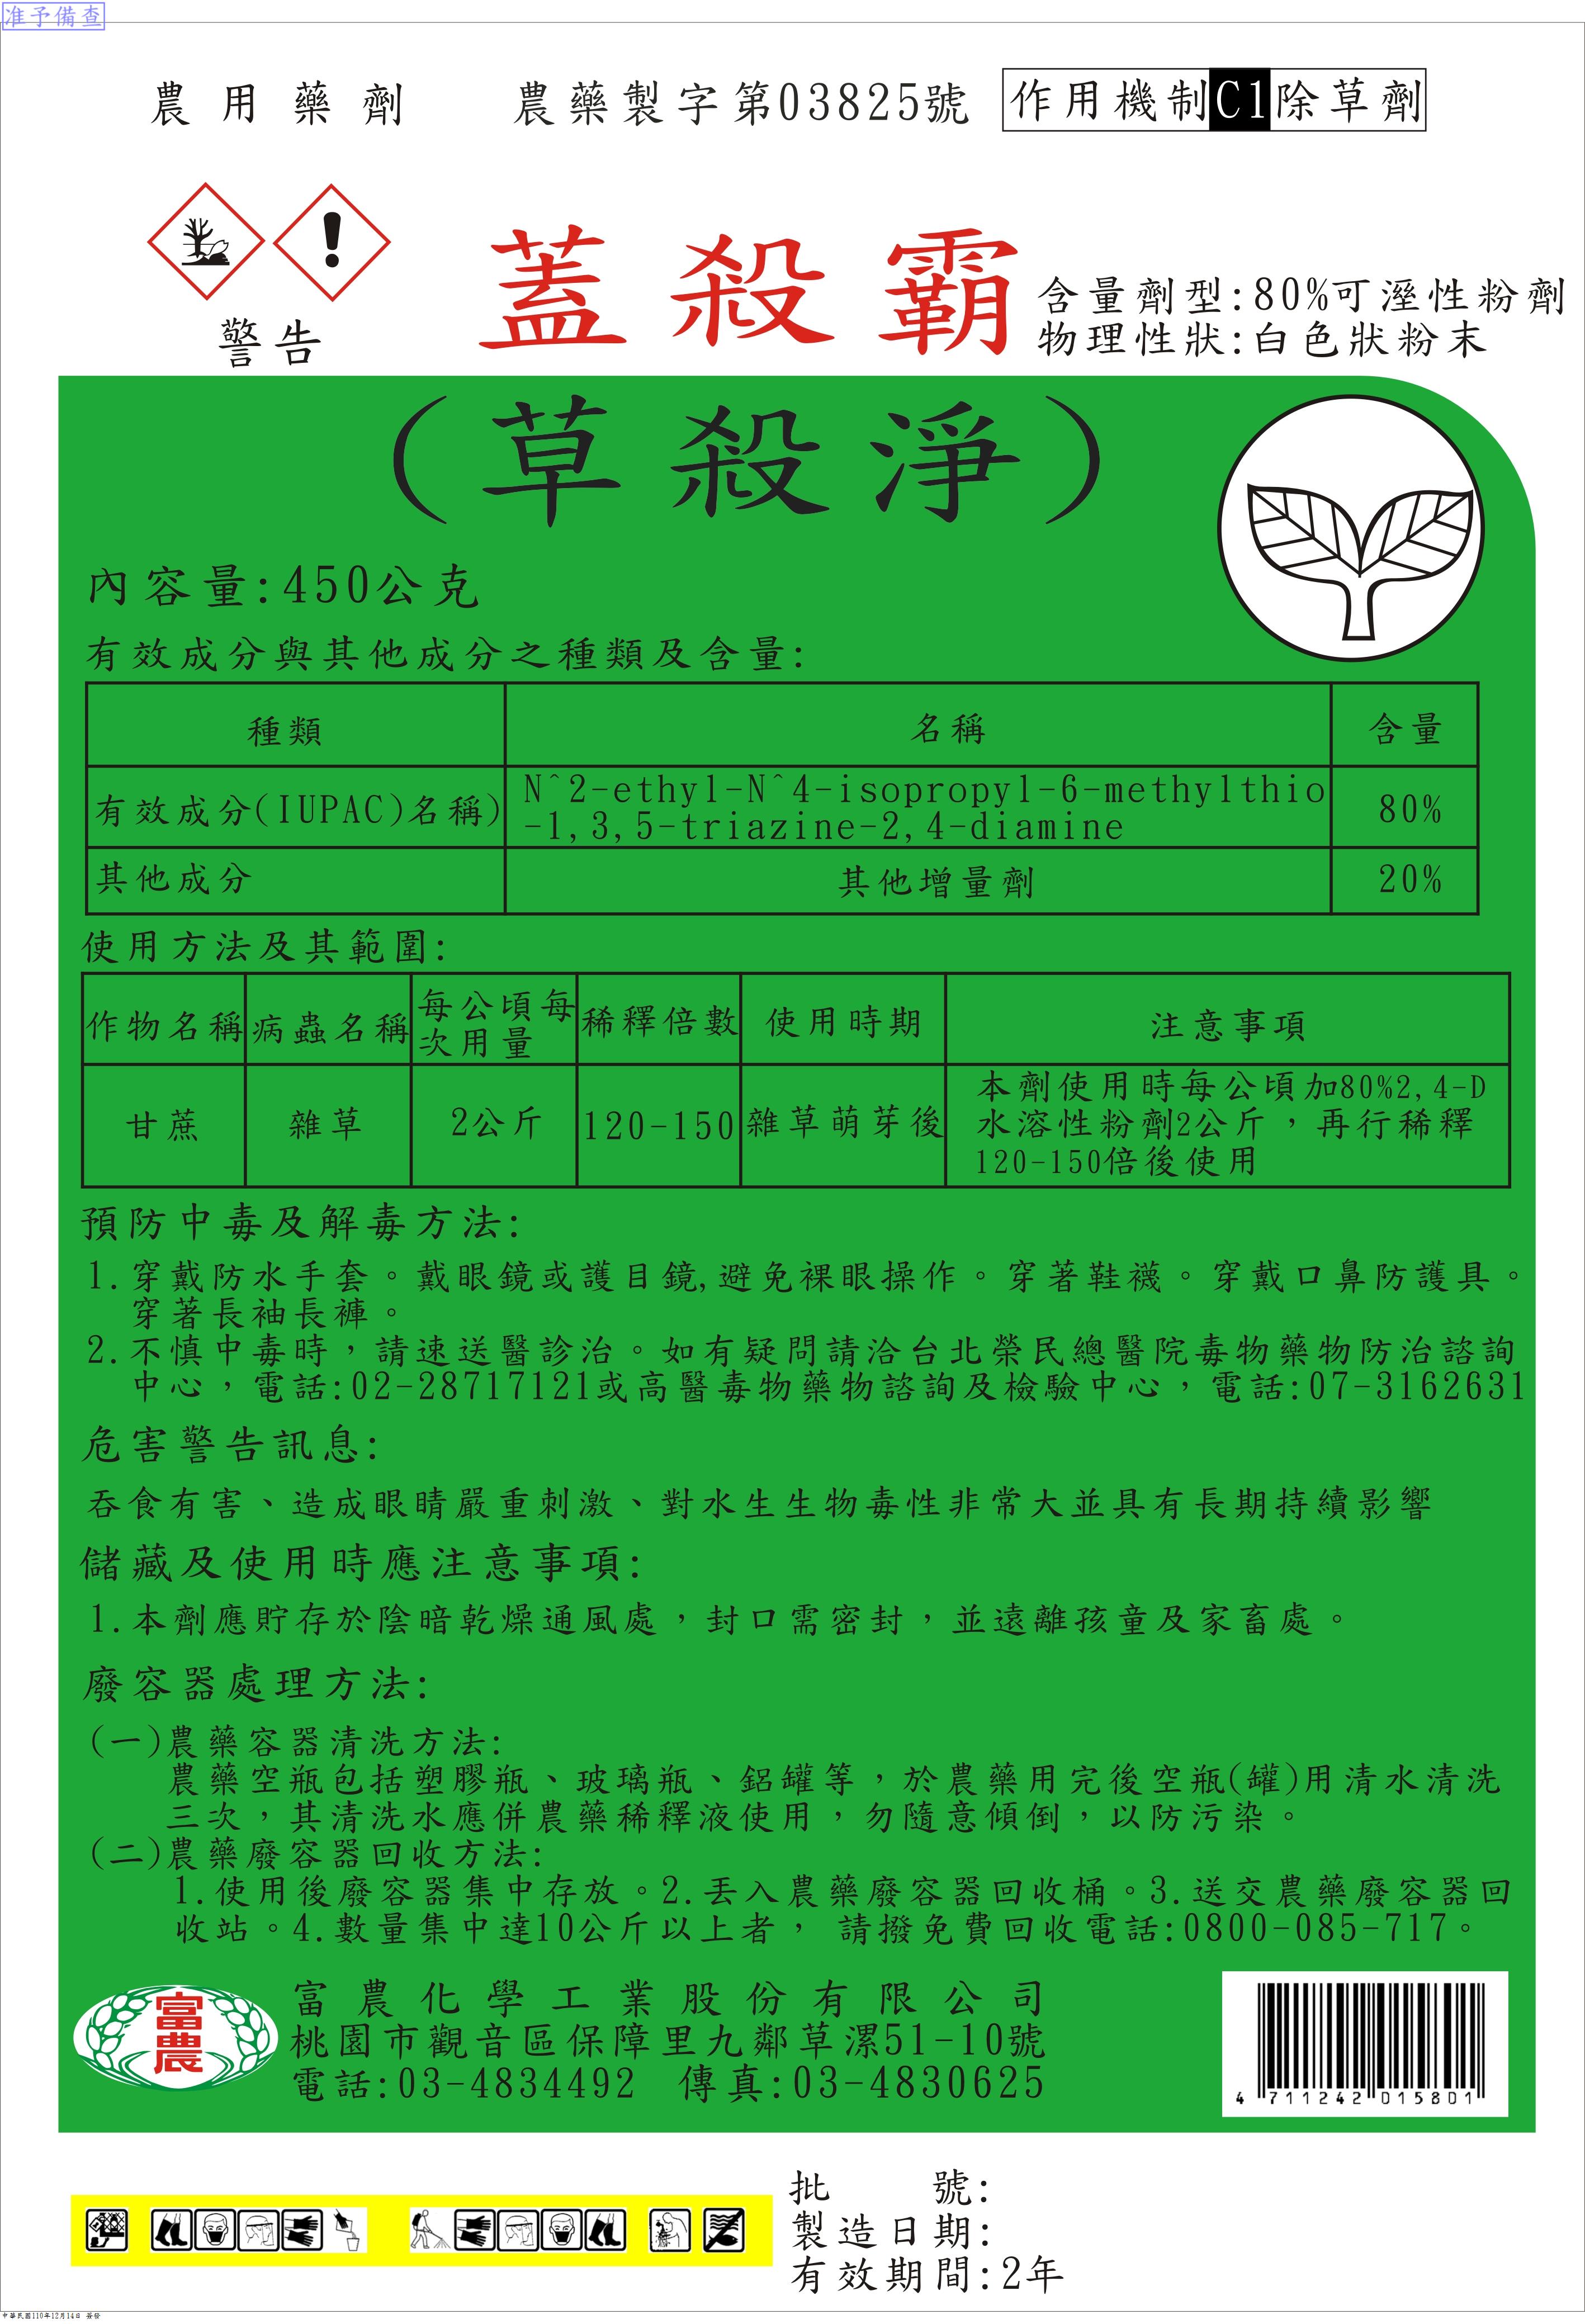 准予備查
農用藥劑 農藥製字第03825號 作用機制C1除草劑
警告
蓋殺霸
含量劑型:80%可溼性粉劑
物理性狀:白色狀粉末
(草殺淨)
內容量:450公克
有效成分與其他成分之種類及含量:
種類 名稱 含量
有效成分(IUPAC)名稱) N^2-ethyl-N^4-isopropyl-6-methylthio
-1,3,5-triazine-2,4-diamine 80%
其他成分 其他增量劑 20%
使用方法及其範圍:
作物名稱 病蟲名稱 每公頃每
次用量 稀釋倍數 使用時期 注意事項
甘蔗 雜草 2公斤 120-150 雜草萌芽後 本劑使用時每公頃加80%2,4-D
水溶性粉劑2公斤，再行稀釋
120-150倍後使用
預防中毒及解毒方法:
1.穿戴防水手套。戴眼鏡或護目鏡,避免裸眼操作。穿著鞋襪。穿戴口鼻防護具。
穿著長袖長褲。
2.不慎中毒時，請速送醫診治。如有疑問請洽台北榮民總醫院毒物藥物防治諮詢
中心，電話:02-28717121或高醫毒物藥物諮詢及檢驗中心，電話:07-3162631
危害警告訊息:
吞食有害、造成眼睛嚴重刺激、對水生生物毒性非常大並具有長期持續影響
儲藏及使用時應注意事項:
1.本劑應貯存於陰暗乾燥通風處，封口需密封，並遠離孩童及家畜處。
廢容器處理方法:
(一)農藥容器清洗方法:
農藥空瓶包括塑膠瓶、玻璃瓶、鋁罐等，於農藥用完後空瓶(罐)用清水清洗
三次，其清洗水應併農藥稀釋液使用，勿隨意傾倒，以防污染。
(二)農藥廢容器回收方法:
1.使用後廢容器集中存放。2.丟入農藥廢容器回收桶。3.送交農藥廢容器回
收站。4.數量集中達10公斤以上者， 請撥免費回收電話:0800-085-717。
富農
富農化學工業股份有限公司
桃園市觀音區保障里九鄰草漯51-10號
電話:03-4834492 傳真:03-4830625
4 711242 015801
批 號:
製造日期:
有效期間:2年
中華民國110年12月14日 簽發